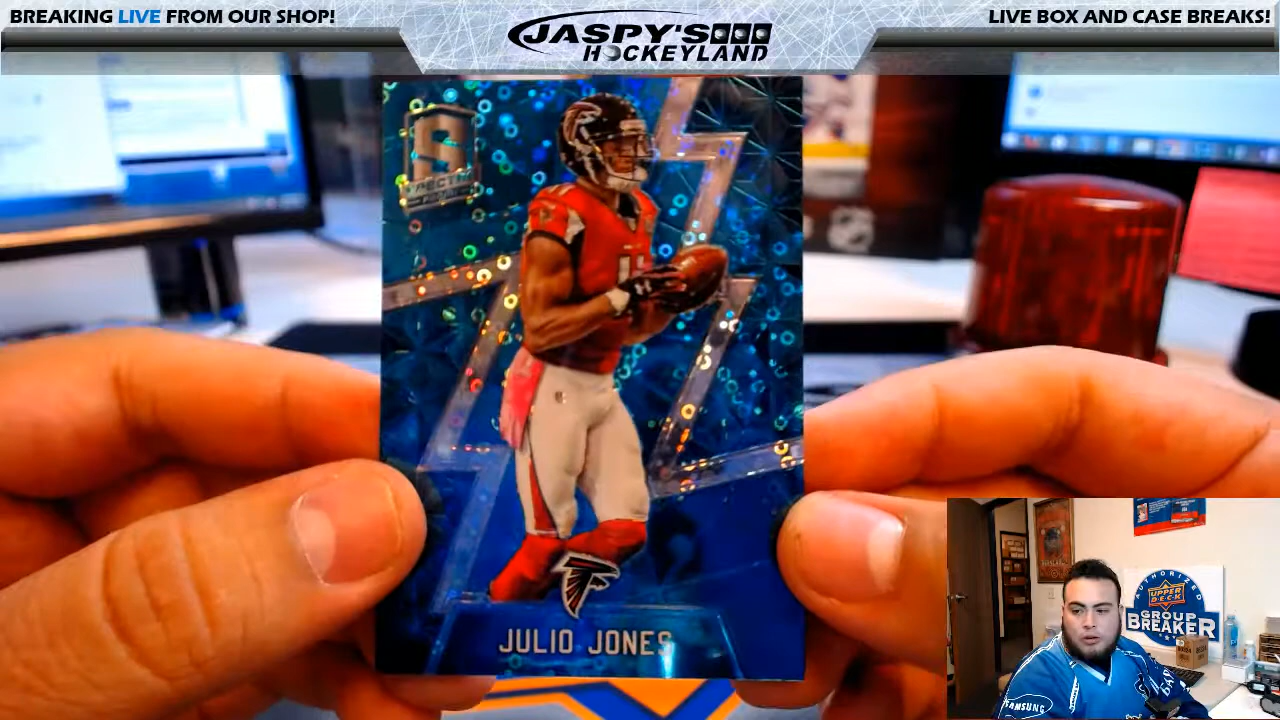 BREAKING LIVE FROM OUR SHOP!
JASPY'S
HOCKEYLAND
LIVE BOX AND CASE BREAKS!
S
SPECTRA
JULIO JONES
AUTHORIZED
UPPER DECK
GROUP
BREAKER
SAMSUNG